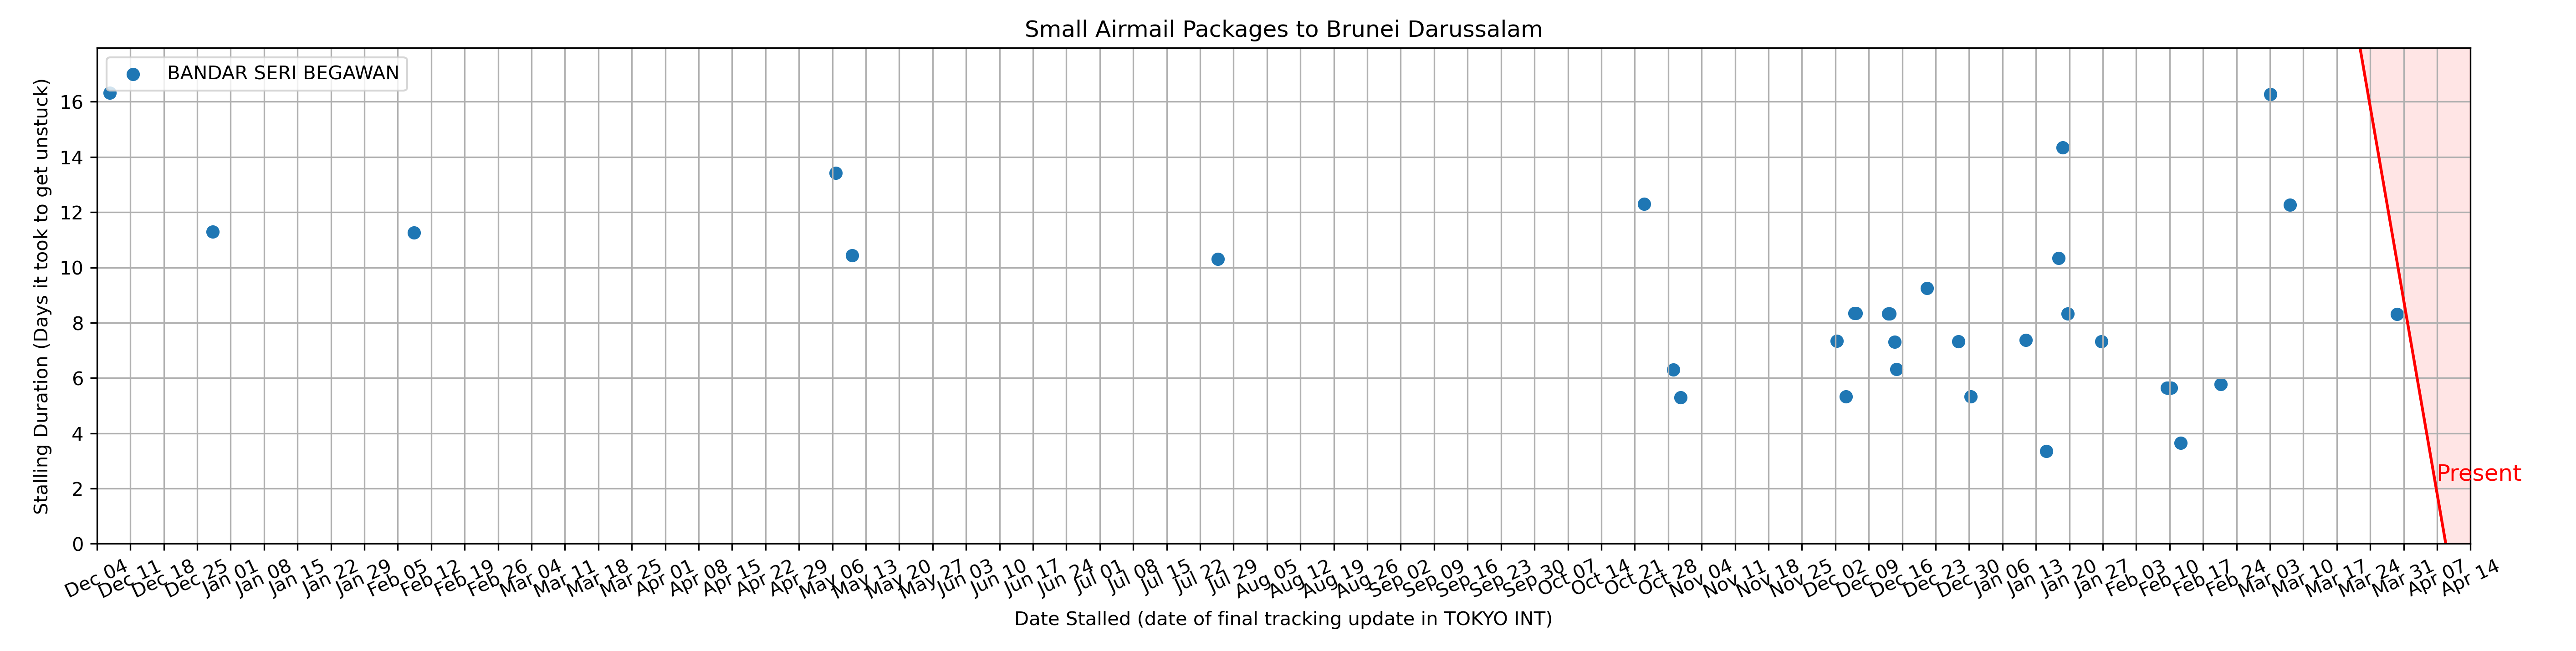 Small Airmail Packages to Brunei Darussalam
BANDAR SERI BEGAWAN
Stalling Duration (Days it took to get unstuck)
16
14
12
10
8
6
4
2
0
Present
Dec 04 Dec 11 Dec 18 Dec 25 Jan 01 Jan 08 Jan 15 Jan 22 Jan 29 Feb 05 Feb 12 Feb 19 Feb 26 Mar 04 Mar 11 Mar 18 Mar 25 Apr 01 Apr 08 Apr 15 Apr 22 Apr 29 May 06 May 13 May 20 May 27 Jun 03 Jun 10 Jun 17 Jun 24 Jul 01 Jul 08 Jul 15 Jul 22 Jul 29 Aug 05 Aug 12 Aug 19 Aug 26 Sep 02 Sep 09 Sep 16 Sep 23 Sep 30 Oct 07 Oct 14 Oct 21 Oct 28 Nov 04 Nov 11 Nov 18 Nov 25 Dec 02 Dec 09 Dec 16 Dec 23 Dec 30 Jan 06 Jan 13 Jan 20 Jan 27 Feb 03 Feb 10 Feb 17 Feb 24 Mar 03 Mar 10 Mar 17 Mar 24 Mar 31 Apr 07 Apr 14
Date Stalled (date of final tracking update in TOKYO INT)